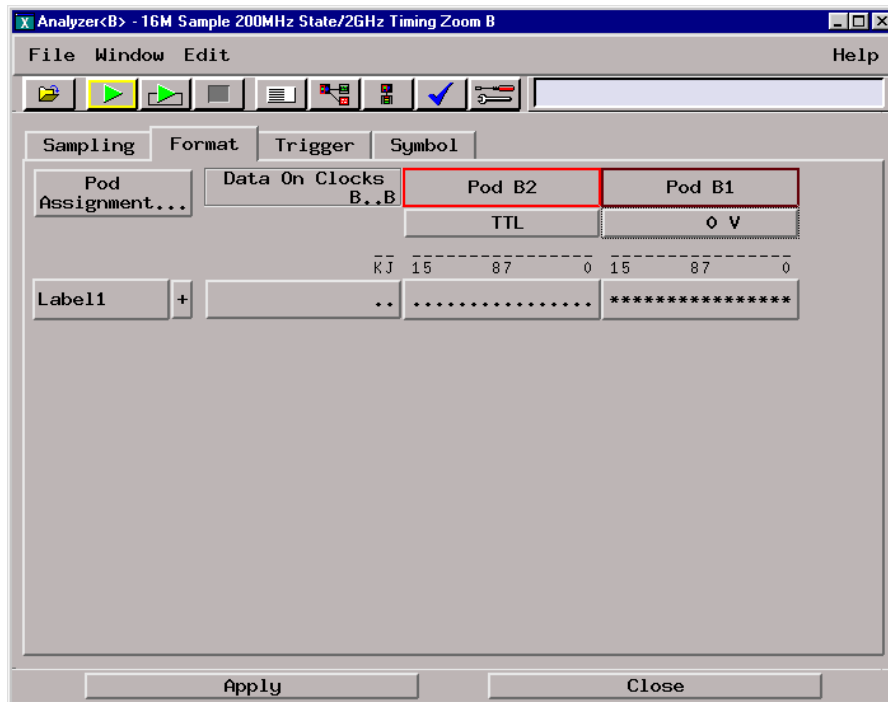 Analyzer<B> - 16M Sample 200MHz State/2GHz Timing Zoom B
File Window Edit Help
Sampling Format Trigger Symbol
Pod Assignment...
Data On Clocks B..B
Pod B2 Pod B1
TTL 0 V
KJ 15 87 0 15 87 0
Label1 + .. ................ ****************
Apply Close